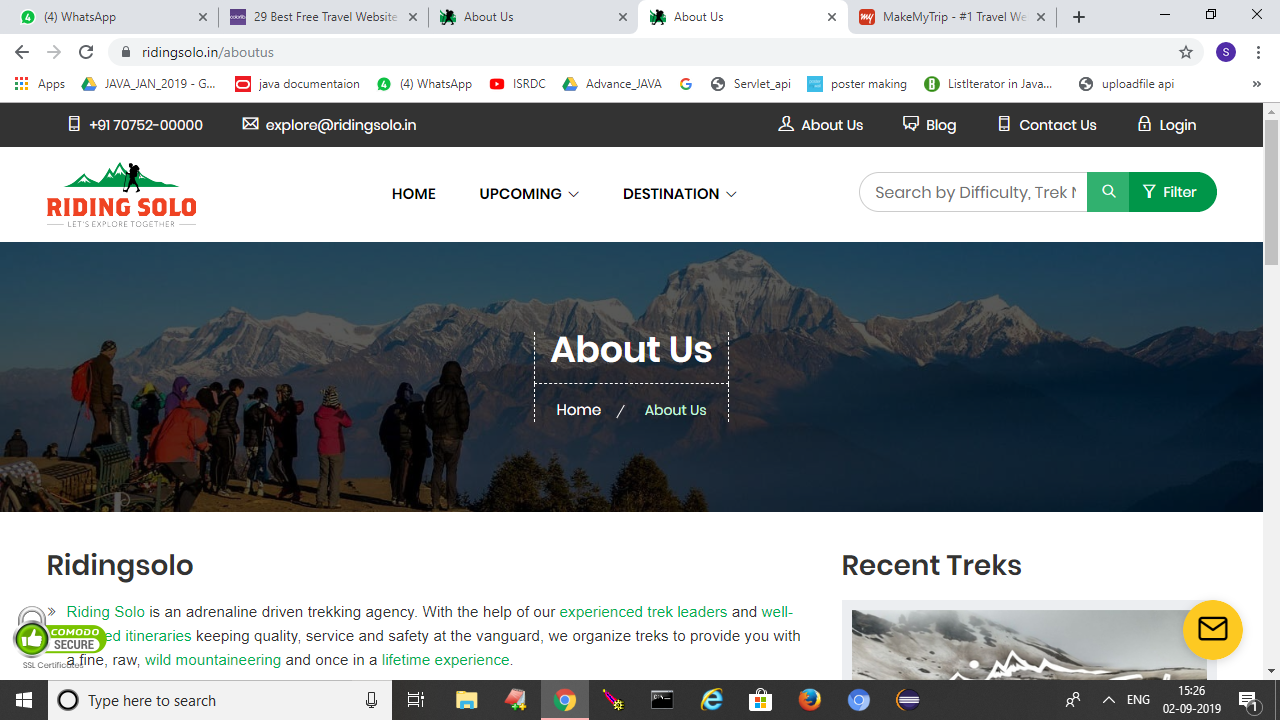 (4) WhatsApp
29 Best Free Travel Website
About Us
About Us
MakeMyTrip - #1 Travel We
ridingsolo.in/aboutus
S
Apps
JAVA_JAN_2019 - G...
java documentaion
(4) WhatsApp
ISRDC
Advance_JAVA
Servlet_api
poster making
ListIterator in Java...
uploadfile api
+91 70752-00000
explore@ridingsolo.in
About Us
Blog
Contact Us
Login
RIDING SOLO
LET'S EXPLORE TOGETHER
HOME
UPCOMING
DESTINATION
Search by Difficulty, Trek N
Filter
About Us
Home / About Us
Ridingsolo
Recent Treks
» Riding Solo is an adrenaline driven trekking agency. With the help of our experienced trek leaders and well-
ed itineraries keeping quality, service and safety at the vanguard, we organize treks to provide you with
a fine, raw, wild mountaineering and once in a lifetime experience.
COMODO
SECURE
SSL Certificates
Type here to search
ENG
15:26
02-09-2019
1